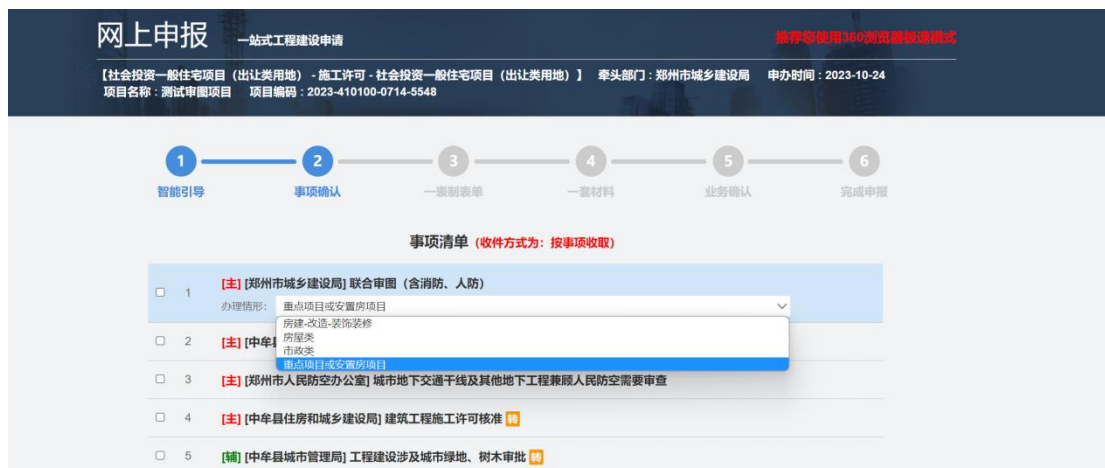 网上申报 一站式工程建设申请 推荐您使用360浏览器极速模式
【社会投资一般住宅项目（出让类用地） - 施工许可 - 社会投资一般住宅项目（出让类用地）】 牵头部门：郑州市城乡建设局 申办时间：2023-10-24
项目名称：测试审图项目 项目编码：2023-410100-0714-5548
1 2 3 4 5 6
智能引导 事项确认 一表制表单 一套材料 业务确认 完成申报
事项清单（收件方式为：按事项收取）
1 [主] [郑州市城乡建设局] 联合审图（含消防、人防）
办理情形： 重点项目或安置房项目
房建-改造-装饰装修
房屋类
市政类
重点项目或安置房项目
2 [主] [中牟
3 [主] [郑州市人民防空办公室] 城市地下交通干线及其他地下工程兼顾人民防空需要审查
4 [主] [中牟县住房和城乡建设局] 建筑工程施工许可核准 转
5 [辅] [中牟县城市管理局] 工程建设涉及城市绿地、树木审批 转